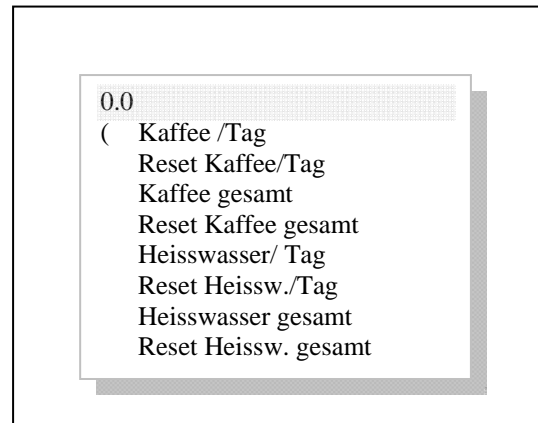 0.0
( Kaffee /Tag
Reset Kaffee/Tag
Kaffee gesamt
Reset Kaffee gesamt
Heisswasser/ Tag
Reset Heissw./Tag
Heisswasser gesamt
Reset Heissw. gesamt